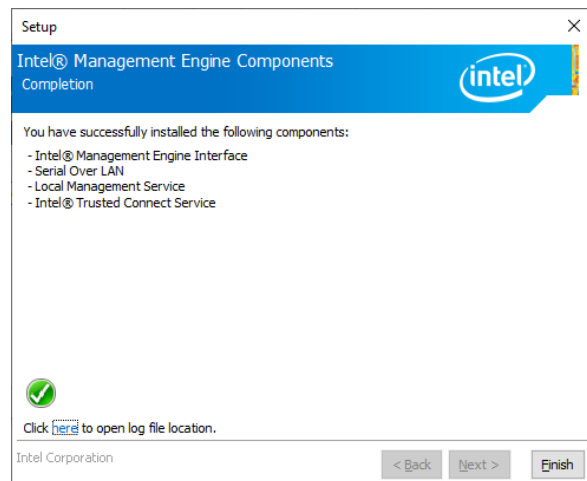 Setup
Intel® Management Engine Components
Completion
intel
You have successfully installed the following components:
- Intel® Management Engine Interface
- Serial Over LAN
- Local Management Service
- Intel® Trusted Connect Service
Click here to open log file location.
Intel Corporation
< Back Next > Finish